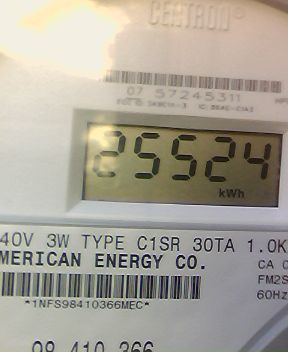 CENTRON®
07 57245311
25524
kWh
40V 3W TYPE C1SR 30TA 1.0K
MERICAN ENERGY CO.
CA 0
FM2S
60Hz
*1NFS98410366MEC*
98 410 366